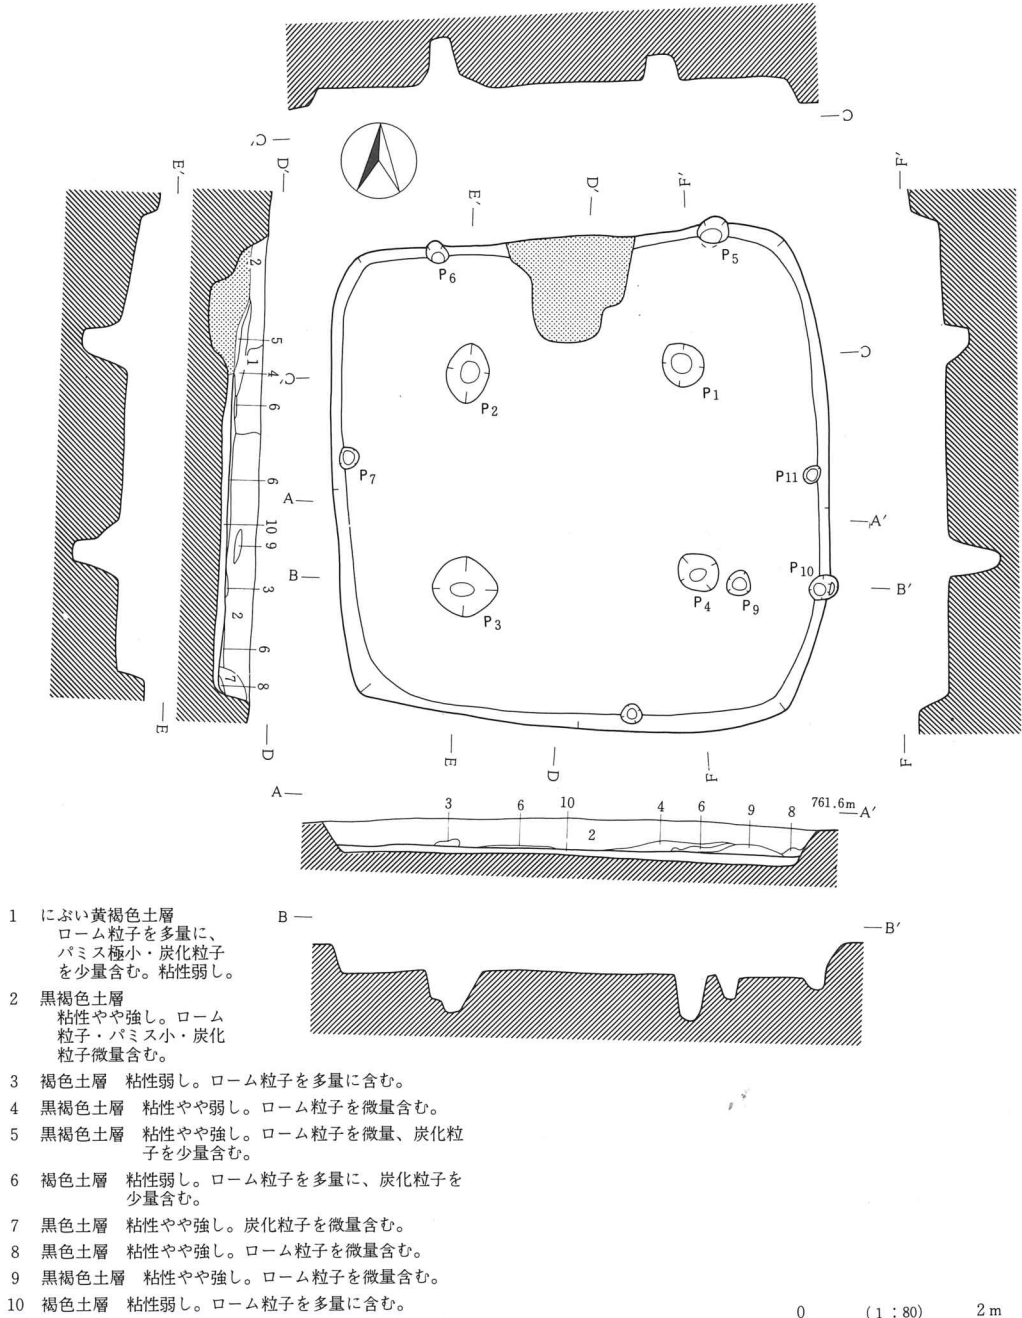 C
C'
E'
D'
F'
E'
D'
F'
P6
P5
2
5
1
4
C'
C
6
P2
P1
P7
6
P11
A
A'
10
9
B
P10
B'
3
P4
P9
P3
2
6
7
8
E
D
E
D
F
F
A
3 6 10 4 6 9 8 761.6m
A'
2
B
B'
1 にぶい黄褐色土層
ローム粒子を多量に、
パミス極小・炭化粒子
を少量含む。粘性弱し。
2 黒褐色土層
粘性やや強し。ローム
粒子・パミス小・炭化
粒子微量含む。
3 褐色土層 粘性弱し。ローム粒子を多量に含む。
4 黒褐色土層 粘性やや弱し。ローム粒子を微量含む。
5 黒褐色土層 粘性やや強し。ローム粒子を微量、炭化粒
子を少量含む。
6 褐色土層 粘性弱し。ローム粒子を多量に、炭化粒子を
少量含む。
7 黒色土層 粘性やや強し。炭化粒子を微量含む。
8 黒色土層 粘性やや強し。ローム粒子を微量含む。
9 黒褐色土層 粘性やや強し。ローム粒子を微量含む。
10 褐色土層 粘性弱し。ローム粒子を多量に含む。
0 (1:80) 2m